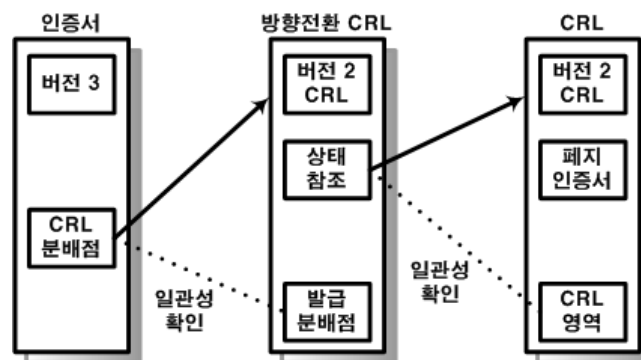 인증서
방향전환 CRL
CRL
버전 3
CRL
분배점
버전 2
CRL
상태
참조
발급
분배점
버전 2
CRL
폐지
인증서
CRL
영역
일관성
확인
일관성
확인